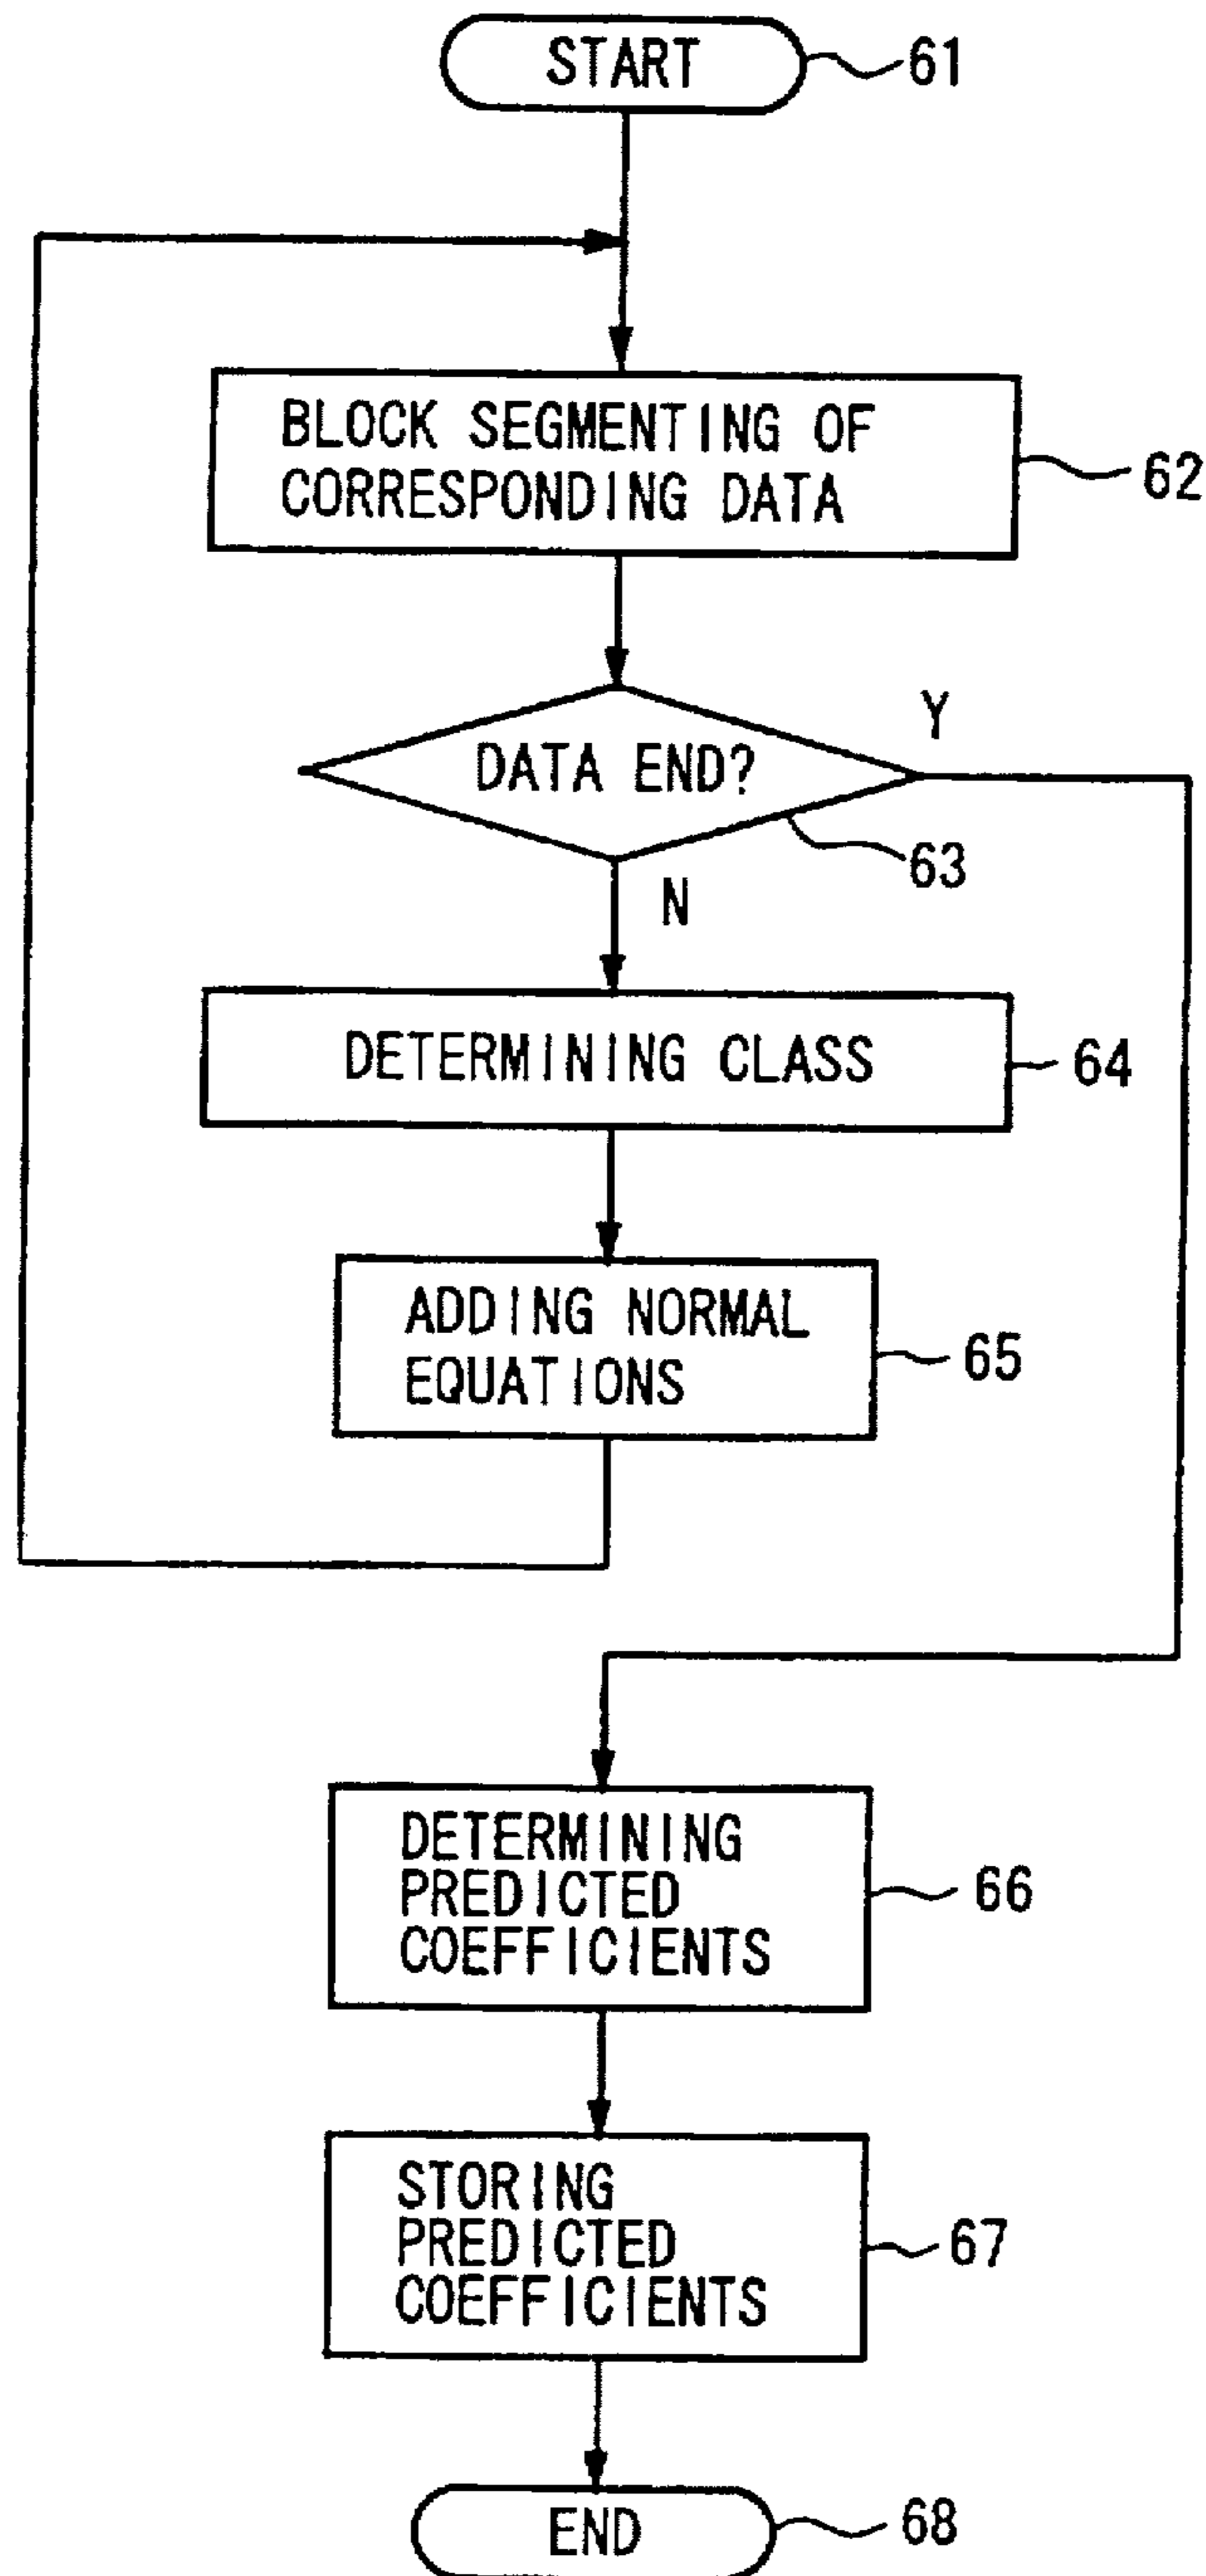 START
61
BLOCK SEGMENTING OF
CORRESPONDING DATA
62
DATA END?
Y
63
N
DETERMINING CLASS
64
ADDING NORMAL
EQUATIONS
65
DETERMINING
PREDICTED
COEFFICIENTS
66
STORING
PREDICTED
COEFFICIENTS
67
END
68